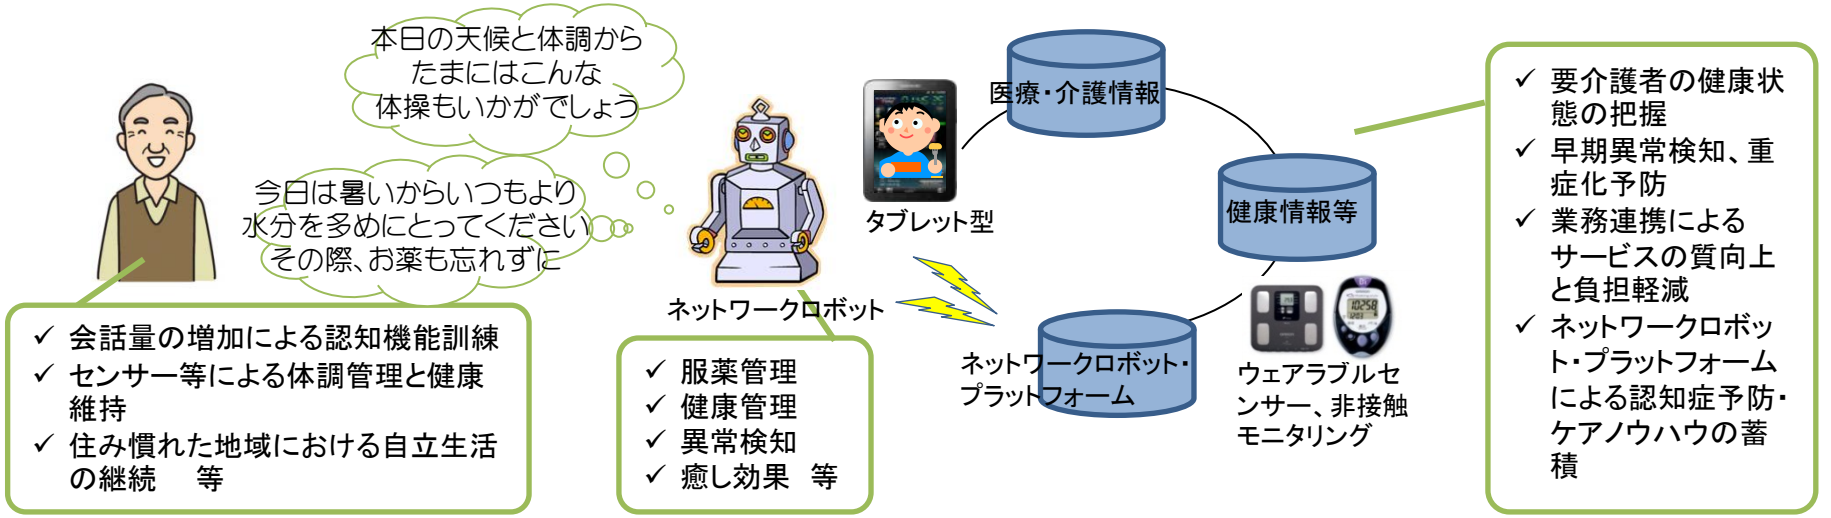 本日の天候と体調から
たまにはこんな
体操もいかがでしょう
今日は暑いからいつもより
水分を多めにとってください
その際、お薬も忘れずに
✓ 会話量の増加による認知機能訓練
✓ センサー等による体調管理と健康
維持
✓ 住み慣れた地域における自立生活
の継続 等
ネットワークロボット
✓ 服薬管理
✓ 健康管理
✓ 異常検知
✓ 癒し効果 等
タブレット型
医療・介護情報
健康情報等
ネットワークロボット・
プラットフォーム
ウェアラブルセ
ンサー、非接触
モニタリング
10258
✓ 要介護者の健康状
態の把握
✓ 早期異常検知、重
症化予防
✓ 業務連携による
サービスの質向上
と負担軽減
✓ ネットワークロボッ
ト・プラットフォーム
による認知症予防・
ケアノウハウの蓄
積